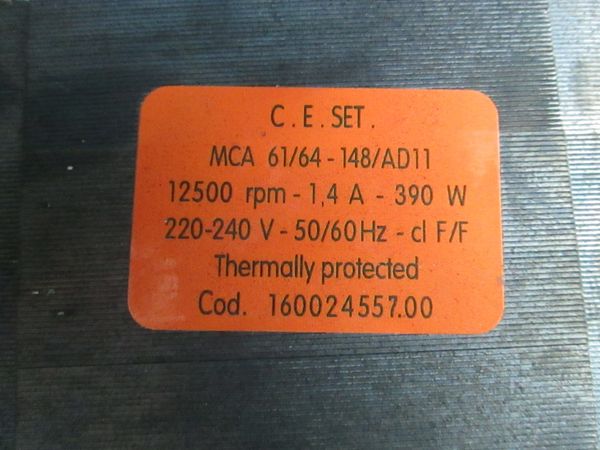 C . E . SET .
MCA 61/64 - 148/AD11
12500 rpm - 1,4 A - 390 W
220-240 V - 50/60Hz - cl F/F
Thermally protected
Cod. 160024557.00